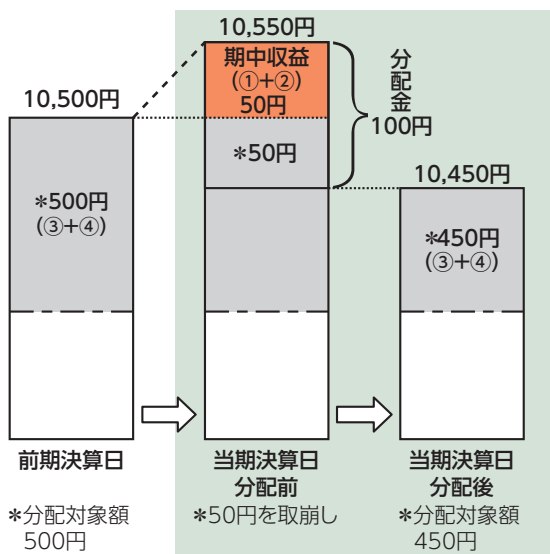 10,500円
*500円
(③+④)
前期決算日
*分配対象額
500円
10,550円
期中収益
(①+②)
50円
*50円
分配金
100円
当期決算日
分配前
*50円を取崩し
10,450円
*450円
(③+④)
当期決算日
分配後
*分配対象額
450円